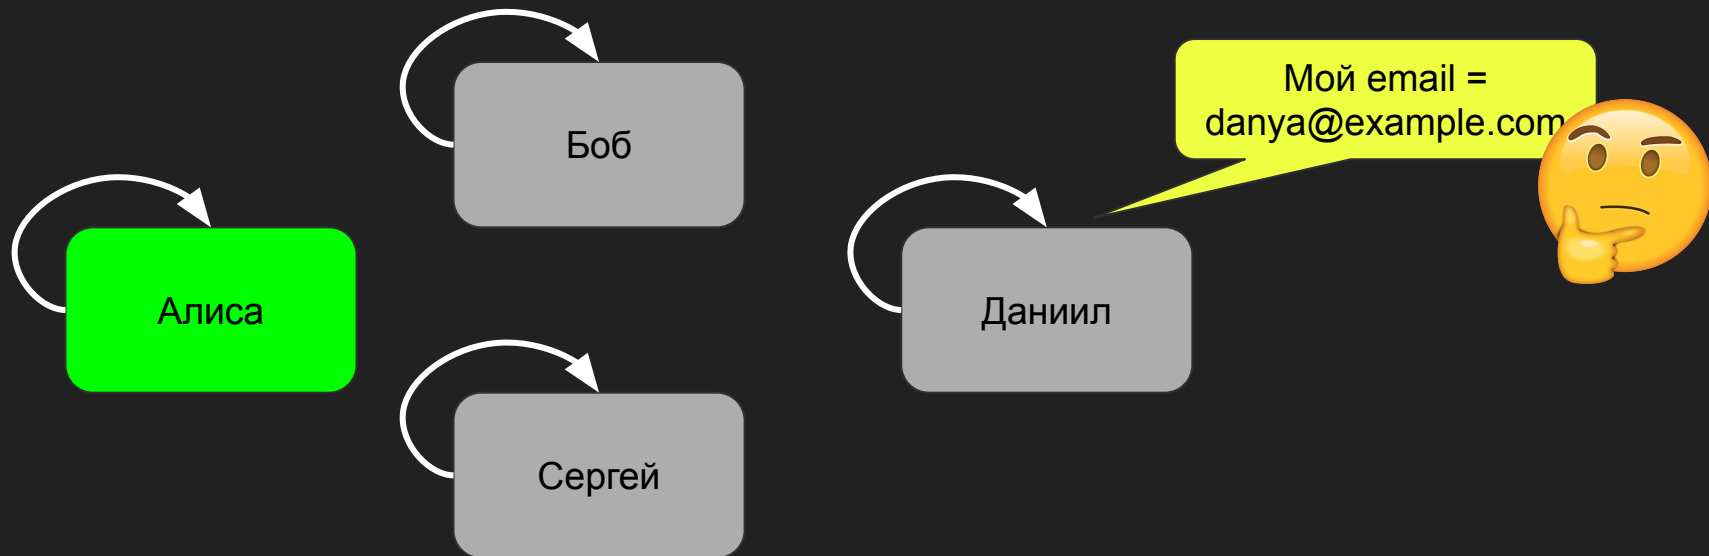 Мой email =
danya@example.com
Боб
Алиса
Даниил
Сергей